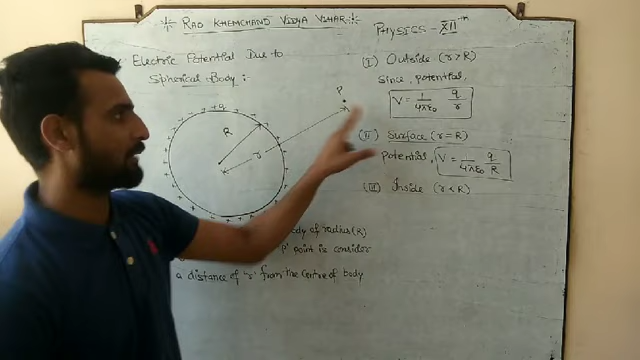 RAO KHEMCHAND VIDYA VIHAR
PHYSICS - XII th
Electric Potential Due to
Spherical Body :-
+q
R
r
P
body of radius (R)
P' point is consider
a distance of 'r' from the centre of body
(I) Outside (r > R)
Since, potential,
V = 1/4πε₀ q/r
(II) Surface (r = R)
potential, V = 1/4πε₀ q/R
(III) Inside (r < R)